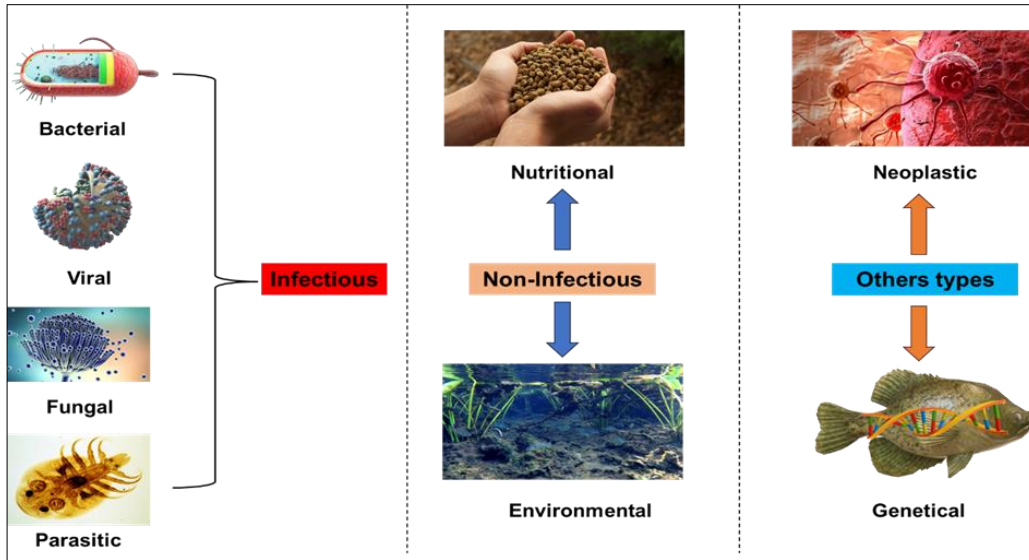 Bacterial
Viral
Fungal
Parasitic
Infectious
Nutritional
Non-Infectious
Environmental
Neoplastic
Others types
Genetical